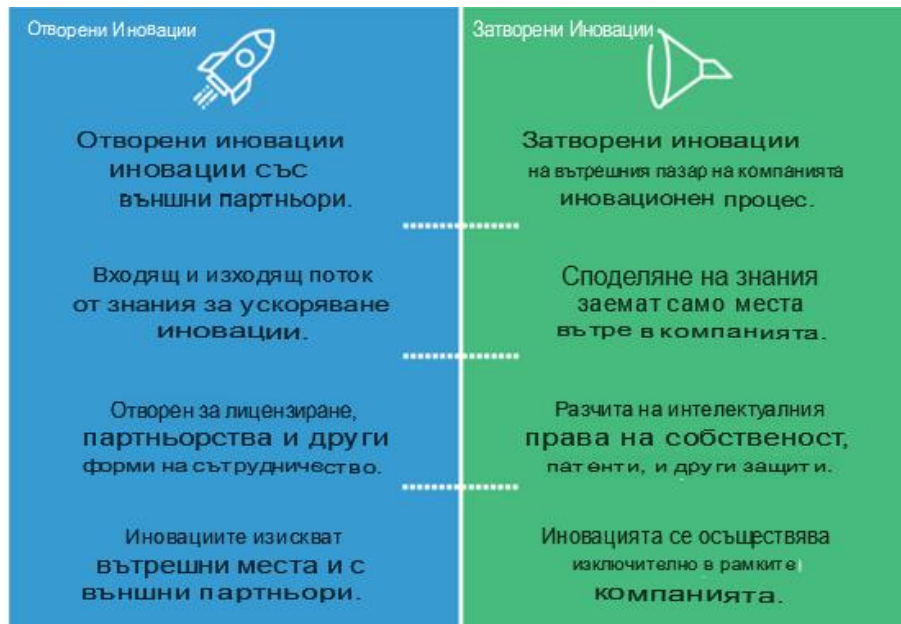 Отворени Иновации
Отворени иновации
иновации със
външни партньори.
Входящ и изходящ поток
от знания за ускоряване
иновации.
Отворен за лицензиране,
партньорства и други
форми на сътрудничество.
Иновациите изискват
вътрешни места и с
външни партньори.
Затворени Иновации
Затворени иновации
на вътрешния пазар на компанията
иновационен процес.
Споделяне на знания
заемат само места
вътре в компанията.
Разчита на интелектуалния
права на собственост,
патенти, и други защити.
Иновацията се осъществява
изключително в рамките
компанията.